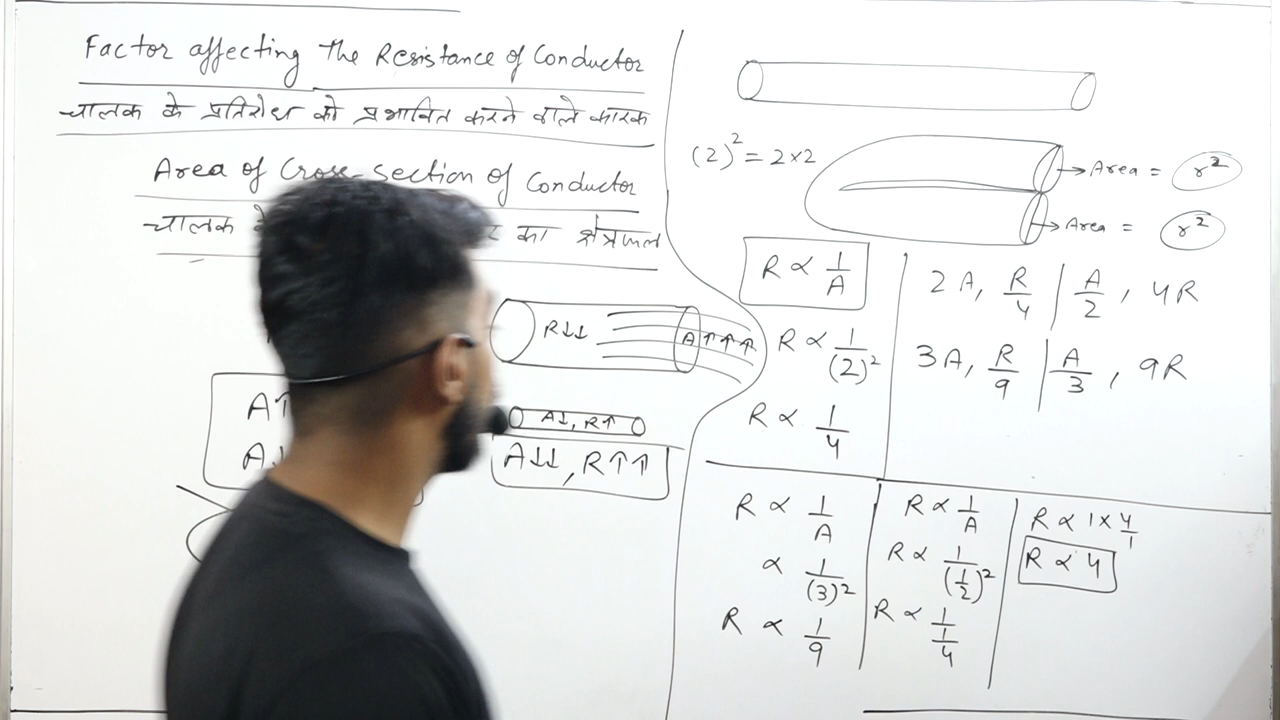 Factor affecting The Resistance of Conductor
चालक के प्रतिरोध को प्रभावित करने वाले कारक
Area of Cross-section of Conductor
चालक का क्षेत्रफल
R↓↓ A↑↑↑
A↓, R↑
A↑
A↓
A↓↓, R↑↑
(2)² = 2×2
→Area = r²
→Area = r²
R ∝ 1/A
R ∝ 1/(2)²
R ∝ 1/4
2A, R/4 | A/2, 4R
3A, R/9 | A/3, 9R
R ∝ 1/A
∝ 1/(3)²
R ∝ 1/9
R ∝ 1/A
R ∝ 1/(1/2)²
R ∝ 1/(1/4)
R ∝ 1 × 4/1
R ∝ 4